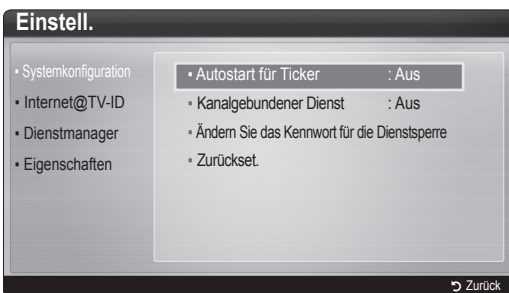 Einstell.
▪ Systemkonfiguration
▪ Internet@TV-ID
▪ Dienstmanager
▪ Eigenschaften
▪ Autostart für Ticker : Aus
▪ Kanalgebundener Dienst : Aus
▪ Ändern Sie das Kennwort für die Dienstsperre
▪ Zurückset.
Zurück